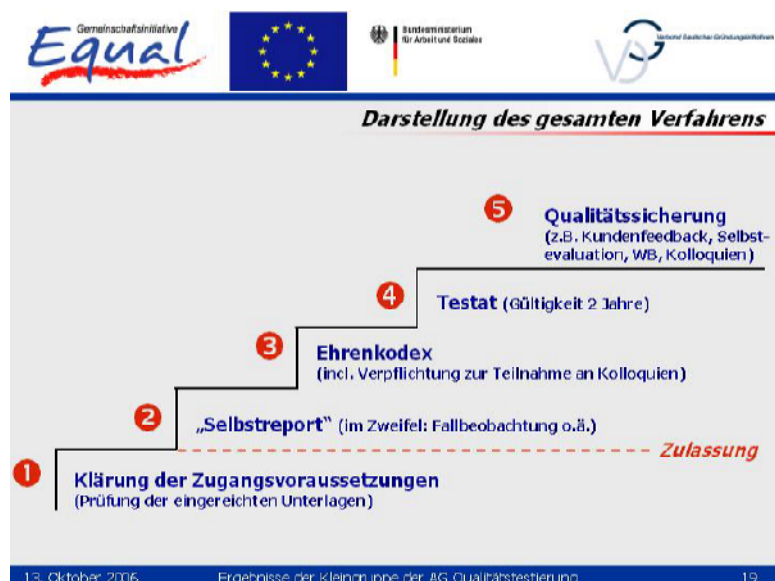 Gemeinschaftsinitiative
Equal
Bundesministerium
für Arbeit und Soziales
VDG
Verband Deutscher Gründungsinitiativen
Darstellung des gesamten Verfahrens
5
Qualitätssicherung
(z.B. Kundenfeedback, Selbst-
evaluation, WB, Kolloquien)
4
Testat (Gültigkeit 2 Jahre)
3
Ehrenkodex
(incl. Verpflichtung zur Teilnahme an Kolloquien)
2
„Selbstreport“ (im Zweifel: Fallbeobachtung o.ä.)
Zulassung
1
Klärung der Zugangsvoraussetzungen
(Prüfung der eingereichten Unterlagen)
13. Oktober 2006 Ergebnisse der Kleingruppe der AG Qualitätstestierung 19